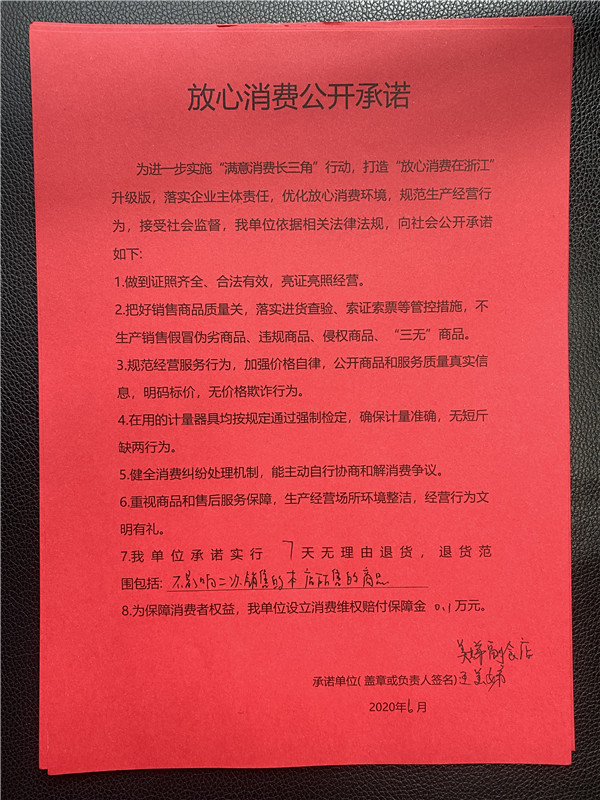 放心消费公开承诺
为进一步实施“满意消费长三角”行动，打造“放心消费在浙江”
升级版，落实企业主体责任，优化放心消费环境，规范生产经营行
为，接受社会监督，我单位依据相关法律法规，向社会公开承诺
如下：
1.做到证照齐全、合法有效，亮证亮照经营。
2.把好销售商品质量关，落实进货查验、索证索票等管控措施，不
生产销售假冒伪劣商品、违规商品、侵权商品、“三无”商品。
3.规范经营服务行为，加强价格自律，公开商品和服务质量真实信
息，明码标价，无价格欺诈行为。
4.在用的计量器具均按规定通过强制检定，确保计量准确，无短斤
缺两行为。
5.健全消费纠纷处理机制，能主动自行协商和解消费争议。
6.重视商品和售后服务保障，生产经营场所环境整洁，经营行为文
明有礼。
7.我单位承诺实行 7 天无理由退货，退货范
围包括：不影响二次销售的本店所售的商品
8.为保障消费者权益，我单位设立消费维权赔付保障金 0.1 万元。
美 副食店
承诺单位(盖章或负责人签名) 王美娣
2020年6月